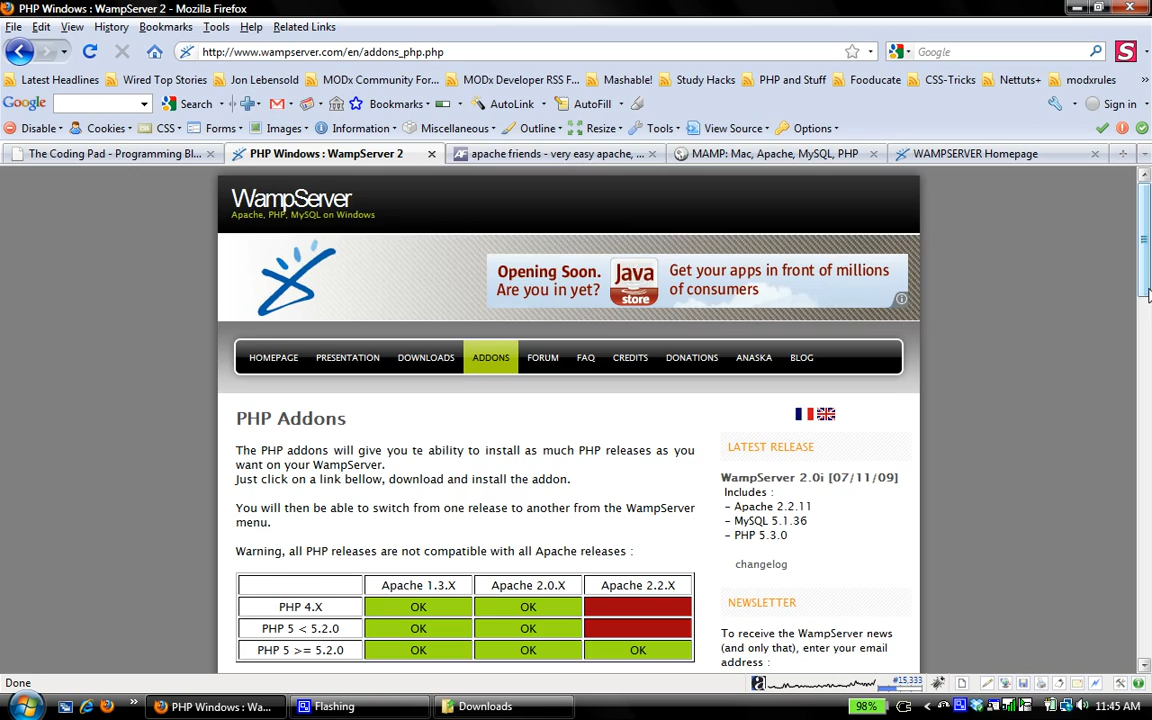 PHP Windows : WampServer 2 - Mozilla Firefox
File Edit View History Bookmarks Tools Help Related Links
http://www.wampserver.com/en/addons_php.php
Google
Latest Headlines Wired Top Stories Jon Lebensold MODx Community For... MODx Developer RSS F... Mashable! Study Hacks PHP and Stuff Fooducate CSS-Tricks Nettuts+ modxrules
Google Search Bookmarks AutoLink AutoFill Sign in
Disable Cookies CSS Forms Images Information Miscellaneous Outline Resize Tools View Source Options
The Coding Pad - Programming Bl... PHP Windows : WampServer 2 apache friends - very easy apache, ... MAMP: Mac, Apache, MySQL, PHP WAMPSERVER Homepage
WampServer
Apache, PHP, MySQL on Windows
Opening Soon.
Are you in yet?
Java
store
Get your apps in front of millions
of consumers
HOMEPAGE PRESENTATION DOWNLOADS ADDONS FORUM FAQ CREDITS DONATIONS ANASKA BLOG
PHP Addons
The PHP addons will give you te ability to install as much PHP releases as you
want on your WampServer.
Just click on a link bellow, download and install the addon.
You will then be able to switch from one release to another from the WampServer
menu.
Warning, all PHP releases are not compatible with all Apache releases :
Apache 1.3.X Apache 2.0.X Apache 2.2.X
PHP 4.X OK OK
PHP 5 < 5.2.0 OK OK
PHP 5 >= 5.2.0 OK OK OK
LATEST RELEASE
WampServer 2.0i [07/11/09]
Includes :
- Apache 2.2.11
- MySQL 5.1.36
- PHP 5.3.0
changelog
NEWSLETTER
To receive the WampServer news
(and only that), enter your email
address :
Done
#15,333
PHP Windows : Wa... Flashing Downloads
98%
11:45 AM